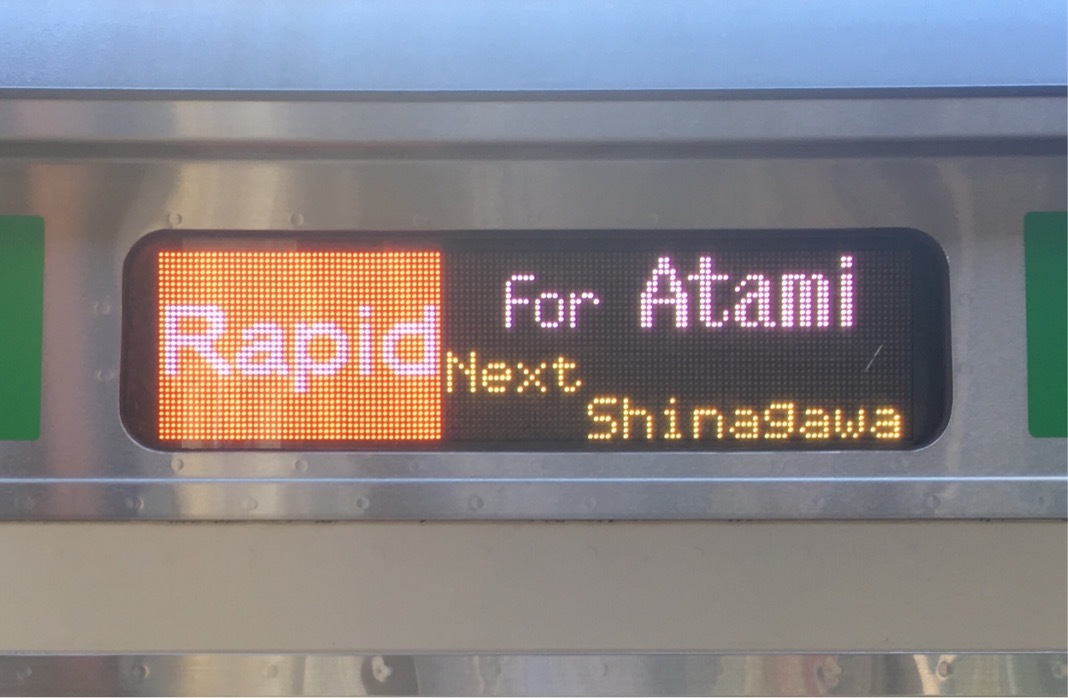 Rapid
For Atami
Next
Shinagawa